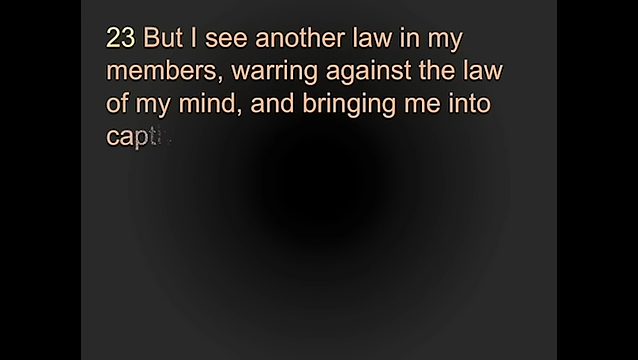 23 But I see another law in my
members, warring against the law
of my mind, and bringing me into